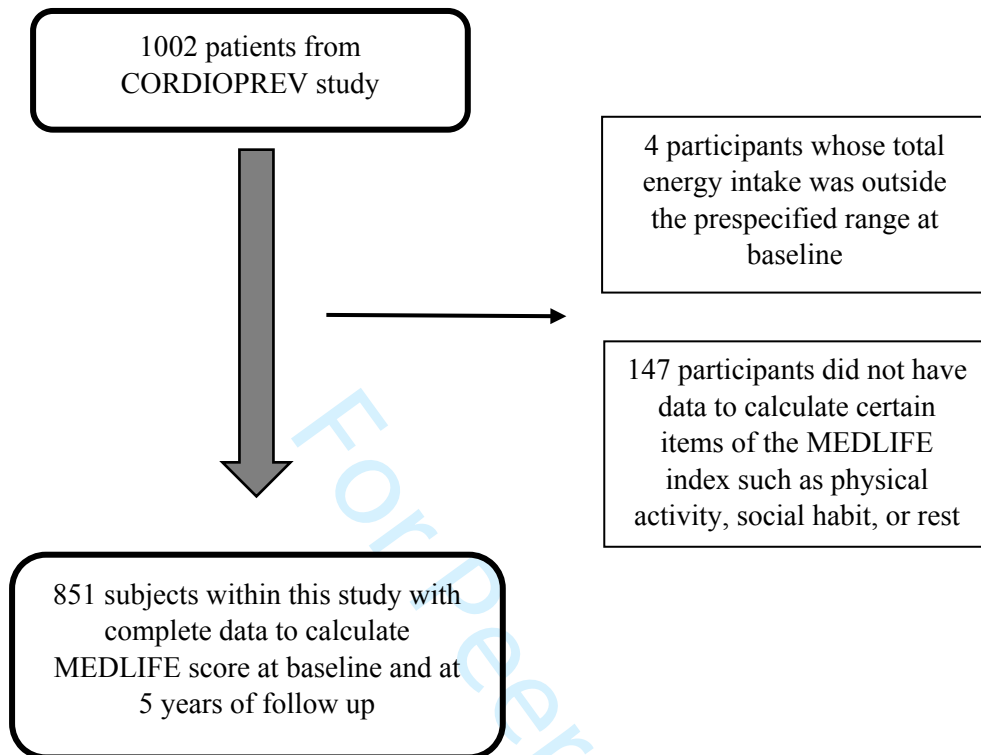 1002 patients from
CORDIOPREV study
4 participants whose total
energy intake was outside
the prespecified range at
baseline
147 participants did not have
data to calculate certain
items of the MEDLIFE
index such as physical
activity, social habit, or rest
851 subjects within this study with
complete data to calculate
MEDLIFE score at baseline and at
5 years of follow up
For Peer